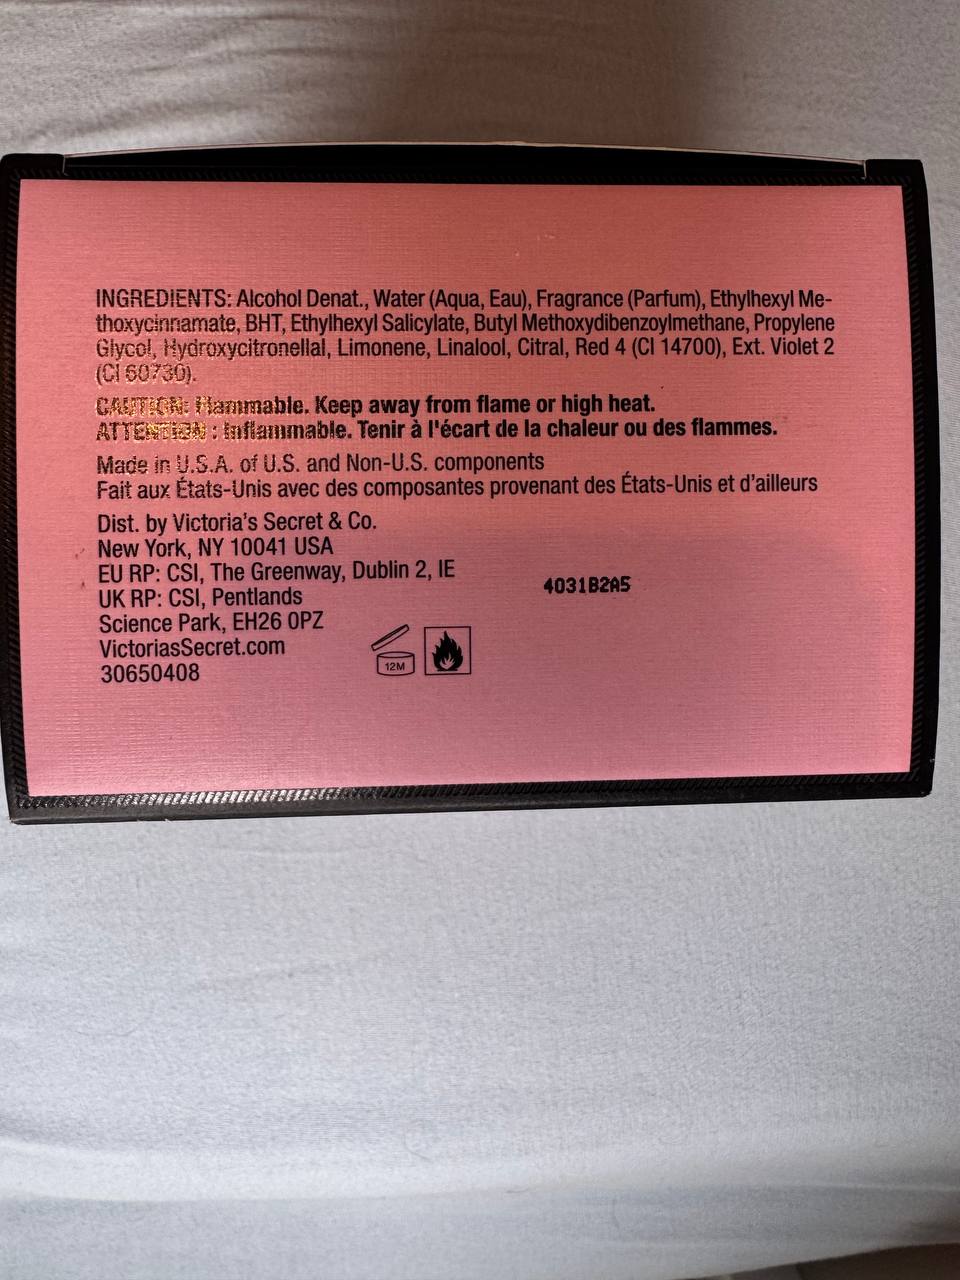 INGREDIENTS: Alcohol Denat., Water (Aqua, Eau), Fragrance (Parfum), Ethylhexyl Me-
thoxycinnamate, BHT, Ethylhexyl Salicylate, Butyl Methoxydibenzoylmethane, Propylene
Glycol, Hydroxycitronellal, Limonene, Linalool, Citral, Red 4 (CI 14700), Ext. Violet 2
(CI 60730).
CAUTION: Flammable. Keep away from flame or high heat.
ATTENTION : Inflammable. Tenir à l'écart de la chaleur ou des flammes.
Made in U.S.A. of U.S. and Non-U.S. components
Fait aux États-Unis avec des composantes provenant des États-Unis et d'ailleurs
Dist. by Victoria's Secret & Co.
New York, NY 10041 USA
EU RP: CSI, The Greenway, Dublin 2, IE
UK RP: CSI, Pentlands
Science Park, EH26 0PZ
VictoriasSecret.com
30650408
4031B2A5
12M